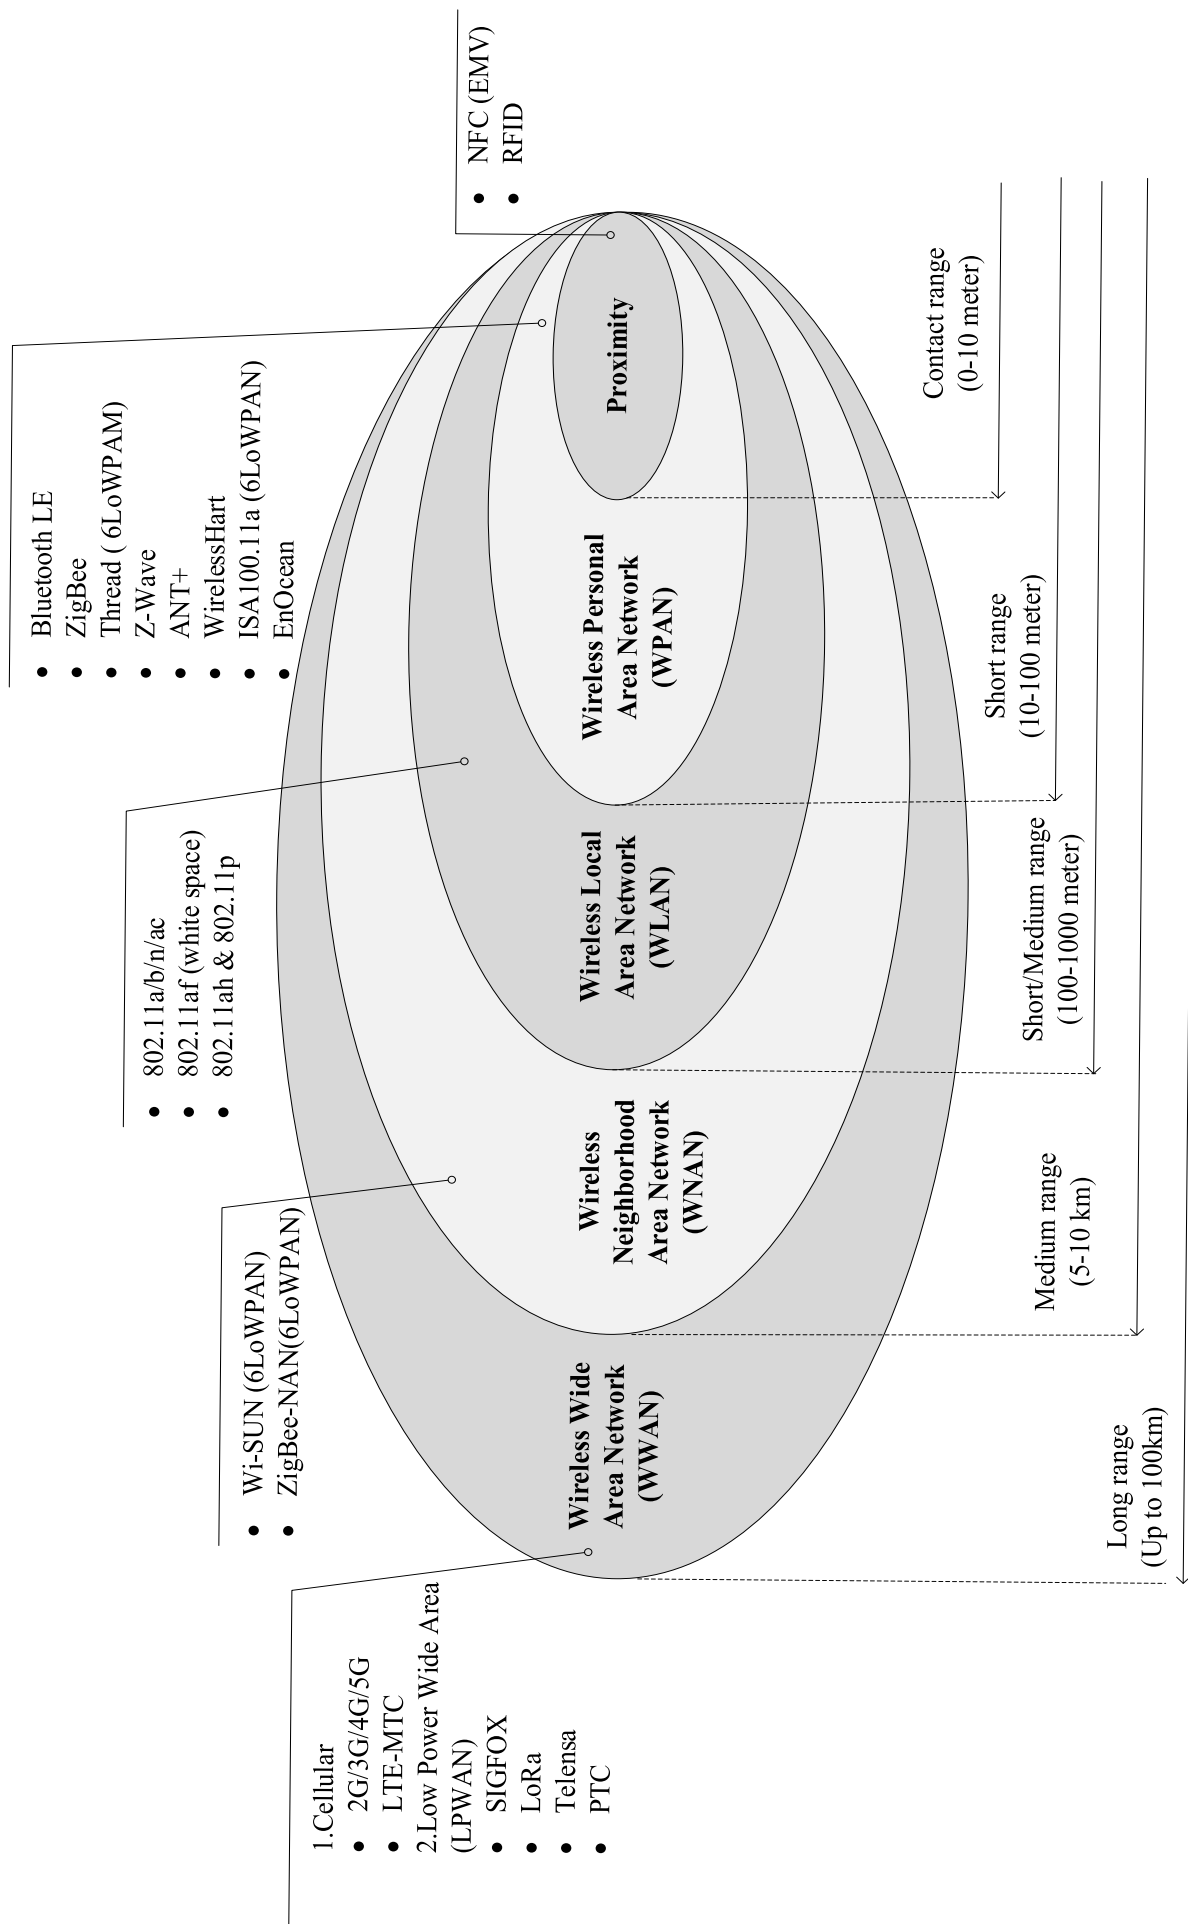 1.Cellular
• 2G/3G/4G/5G
• LTE-MTC
2.Low Power Wide Area
(LPWAN)
• SIGFOX
• LoRa
• Telensa
• PTC
• Wi-SUN (6LoWPAN)
• ZigBee-NAN(6LoWPAN)
• 802.11a/b/n/ac
• 802.11af (white space)
• 802.11ah & 802.11p
• Bluetooth LE
• ZigBee
• Thread ( 6LoWPAM)
• Z-Wave
• ANT+
• WirelessHart
• ISA100.11a (6LoWPAN)
• EnOcean
• NFC (EMV)
• RFID
Wireless Wide
Area Network
(WWAN)
Wireless
Neighborhood
Area Network
(WNAN)
Wireless Local
Area Network
(WLAN)
Wireless Personal
Area Network
(WPAN)
Proximity
Contact range
(0-10 meter)
Short range
(10-100 meter)
Short/Medium range
(100-1000 meter)
Medium range
(5-10 km)
Long range
(Up to 100km)